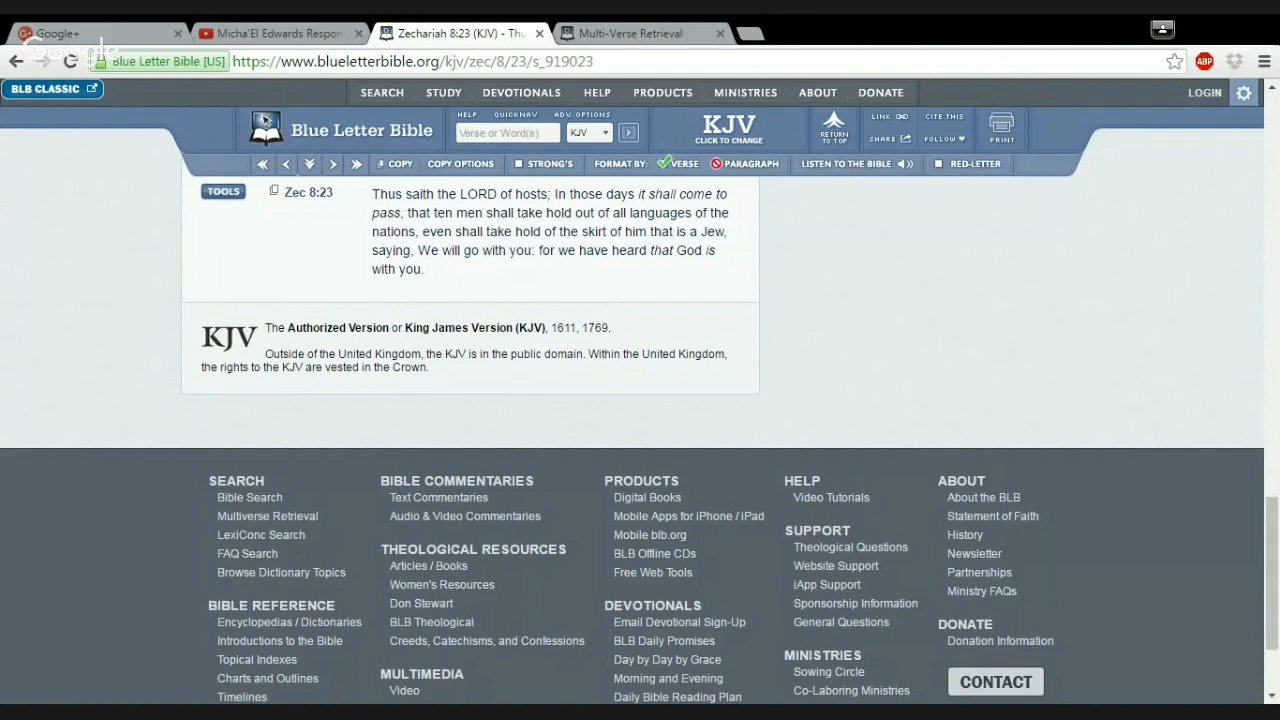 Google+
Micha'El Edwards Respon
Zechariah 8:23 (KJV) - Thu
Multi-Verse Retrieval
Google
Blue Letter Bible [US]
https://www.blueletterbible.org/kjv/zec/8/23/s_919023
ABP
BLB CLASSIC
SEARCH STUDY DEVOTIONALS HELP PRODUCTS MINISTRIES ABOUT DONATE
LOGIN
Blue Letter Bible
HELP QUICKNAV ADV. OPTIONS
Verse or Word(s)
KJV
KJV
CLICK TO CHANGE
RETURN
TO TOP
LINK CITE THIS
SHARE FOLLOW
PRINT
COPY COPY OPTIONS STRONG'S FORMAT BY: VERSE PARAGRAPH LISTEN TO THE BIBLE RED-LETTER
TOOLS
Zec 8:23
Thus saith the LORD of hosts; In those days it shall come to
pass, that ten men shall take hold out of all languages of the
nations, even shall take hold of the skirt of him that is a Jew,
saying, We will go with you: for we have heard that God is
with you.
KJV
The Authorized Version or King James Version (KJV), 1611, 1769.
Outside of the United Kingdom, the KJV is in the public domain. Within the United Kingdom,
the rights to the KJV are vested in the Crown.
SEARCH
Bible Search
Multiverse Retrieval
LexiConc Search
FAQ Search
Browse Dictionary Topics
BIBLE REFERENCE
Encyclopedias / Dictionaries
Introductions to the Bible
Topical Indexes
Charts and Outlines
Timelines
BIBLE COMMENTARIES
Text Commentaries
Audio & Video Commentaries
THEOLOGICAL RESOURCES
Articles / Books
Women's Resources
Don Stewart
BLB Theological
Creeds, Catechisms, and Confessions
MULTIMEDIA
Video
PRODUCTS
Digital Books
Mobile Apps for iPhone / iPad
Mobile blb.org
BLB Offline CDs
Free Web Tools
DEVOTIONALS
Email Devotional Sign-Up
BLB Daily Promises
Day by Day by Grace
Morning and Evening
Daily Bible Reading Plan
HELP
Video Tutorials
SUPPORT
Theological Questions
Website Support
iApp Support
Sponsorship Information
General Questions
MINISTRIES
Sowing Circle
Co-Laboring Ministries
ABOUT
About the BLB
Statement of Faith
History
Newsletter
Partnerships
Ministry FAQs
DONATE
Donation Information
CONTACT